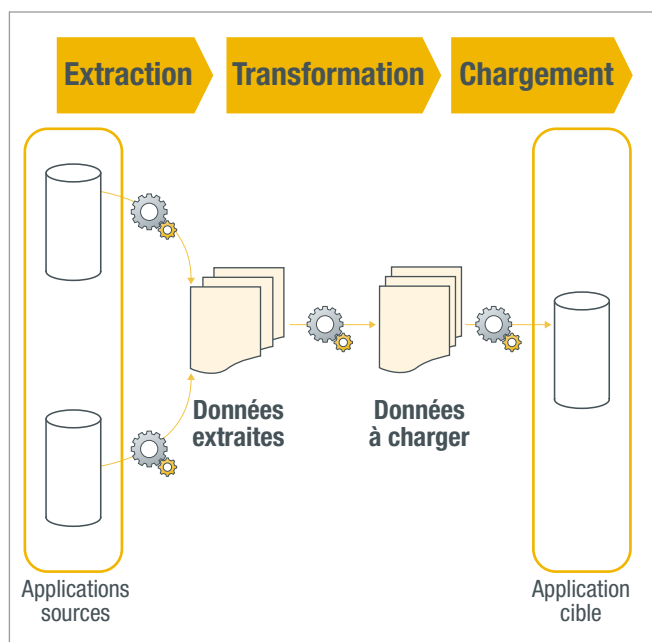 Extraction
Transformation
Chargement
Données
extraites
Données
à charger
Applications
sources
Application
cible